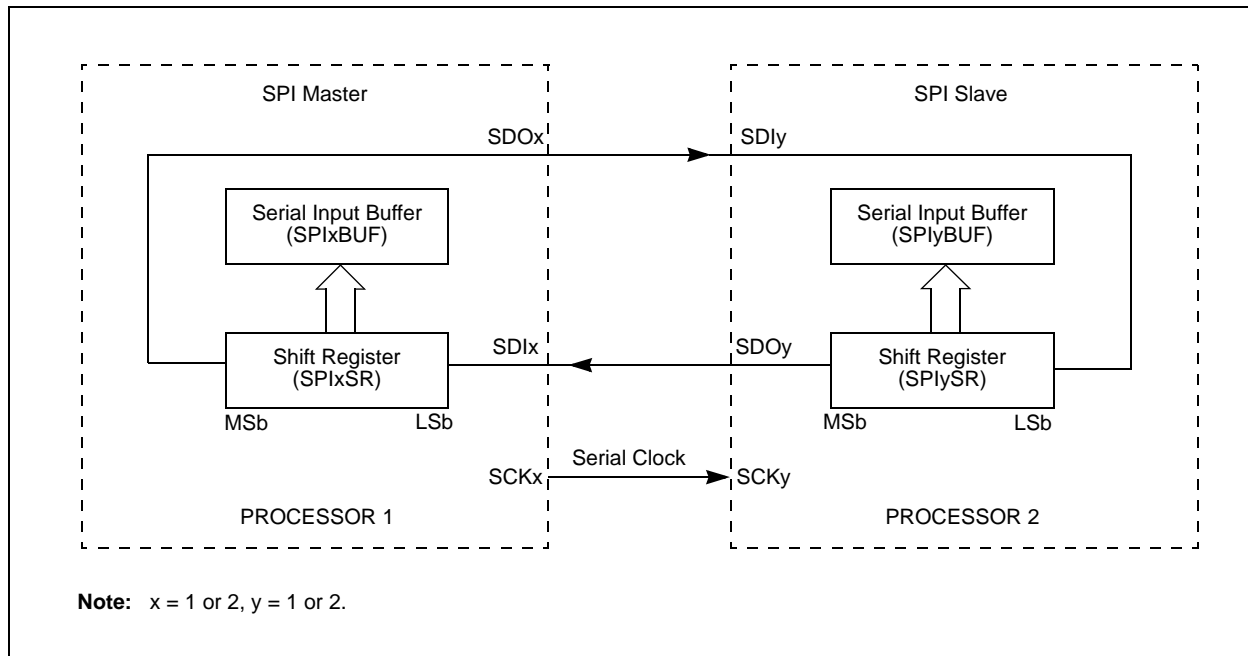 SPI Master
SPI Slave
SDOx
SDIy
Serial Input Buffer
(SPIxBUF)
Serial Input Buffer
(SPIyBUF)
Shift Register
(SPIxSR)
SDIx
SDOy
Shift Register
(SPIySR)
MSb
LSb
MSb
LSb
Serial Clock
SCKx
SCKy
PROCESSOR 1
PROCESSOR 2
Note: x = 1 or 2, y = 1 or 2.